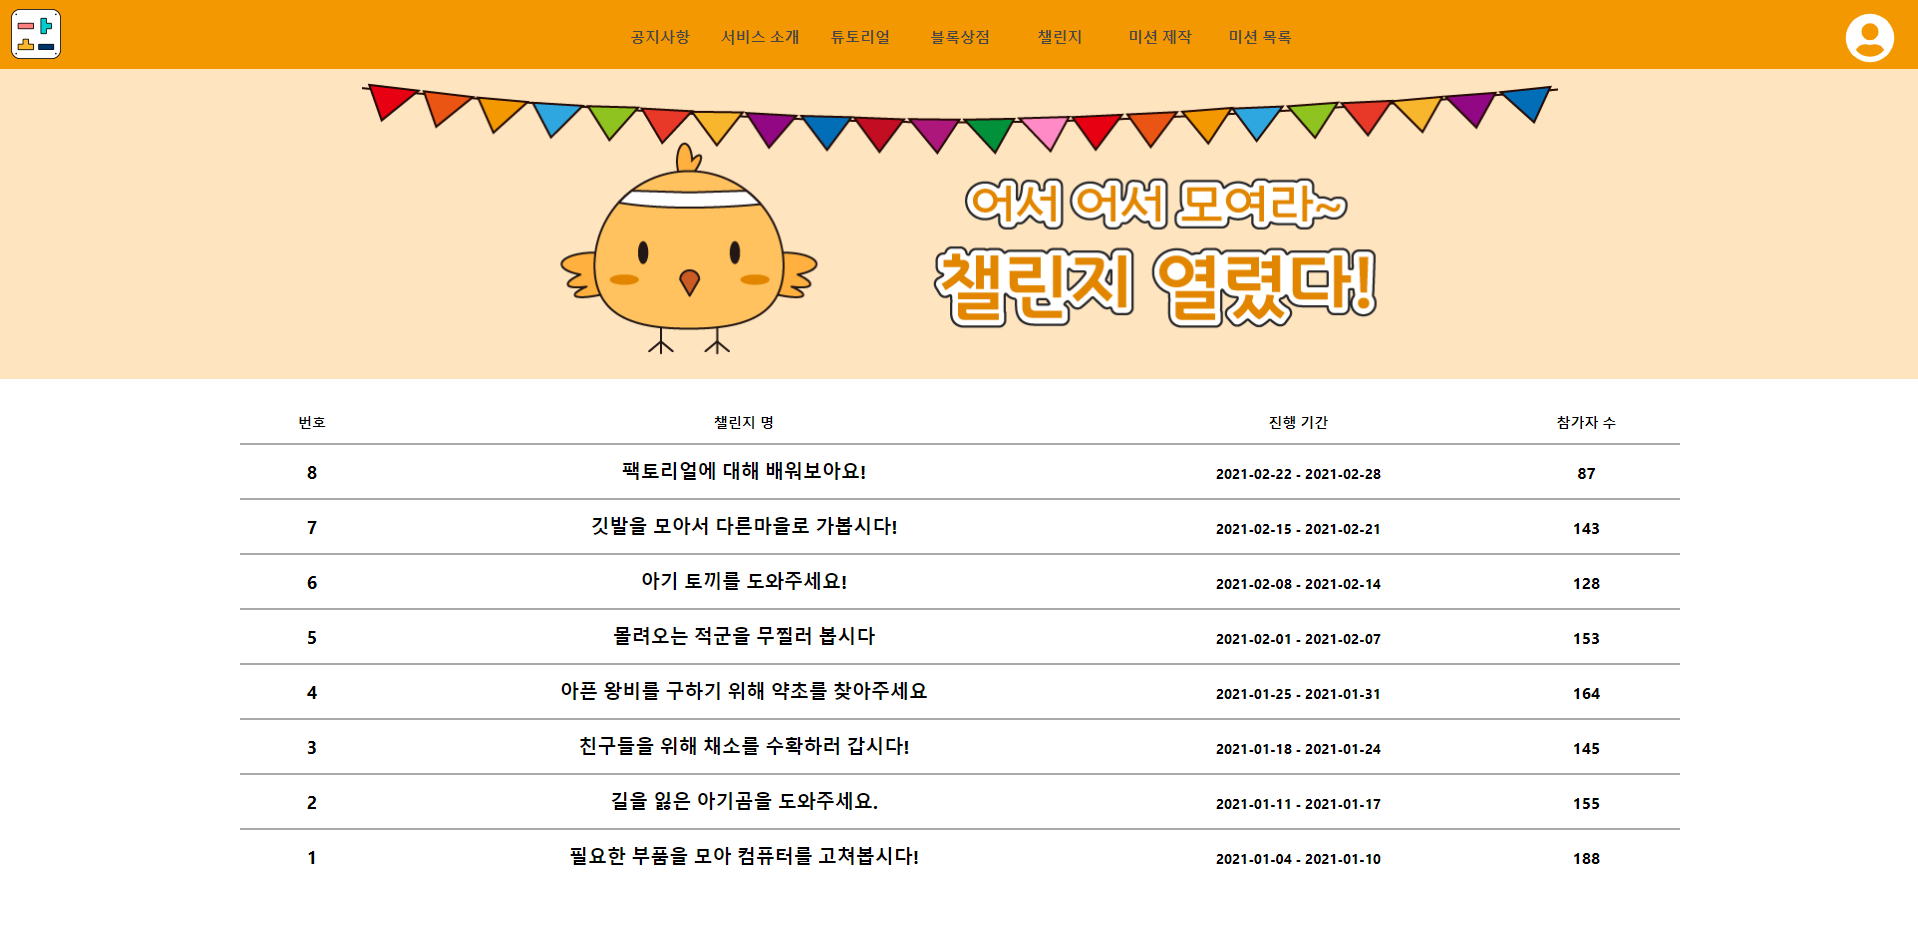 공지사항 서비스 소개 튜토리얼 블록상점 챌린지 미션 제작 미션 목록
어서 어서 모여라~
챌린지 열렸다!
번호 챌린지 명 진행 기간 참가자 수
8 팩토리얼에 대해 배워보아요! 2021-02-22 - 2021-02-28 87
7 깃발을 모아서 다른마을로 가봅시다! 2021-02-15 - 2021-02-21 143
6 아기 토끼를 도와주세요! 2021-02-08 - 2021-02-14 128
5 몰려오는 적군을 무찔러 봅시다 2021-02-01 - 2021-02-07 153
4 아픈 왕비를 구하기 위해 약초를 찾아주세요 2021-01-25 - 2021-01-31 164
3 친구들을 위해 채소를 수확하러 갑시다! 2021-01-18 - 2021-01-24 145
2 길을 잃은 아기곰을 도와주세요. 2021-01-11 - 2021-01-17 155
1 필요한 부품을 모아 컴퓨터를 고쳐봅시다! 2021-01-04 - 2021-01-10 188